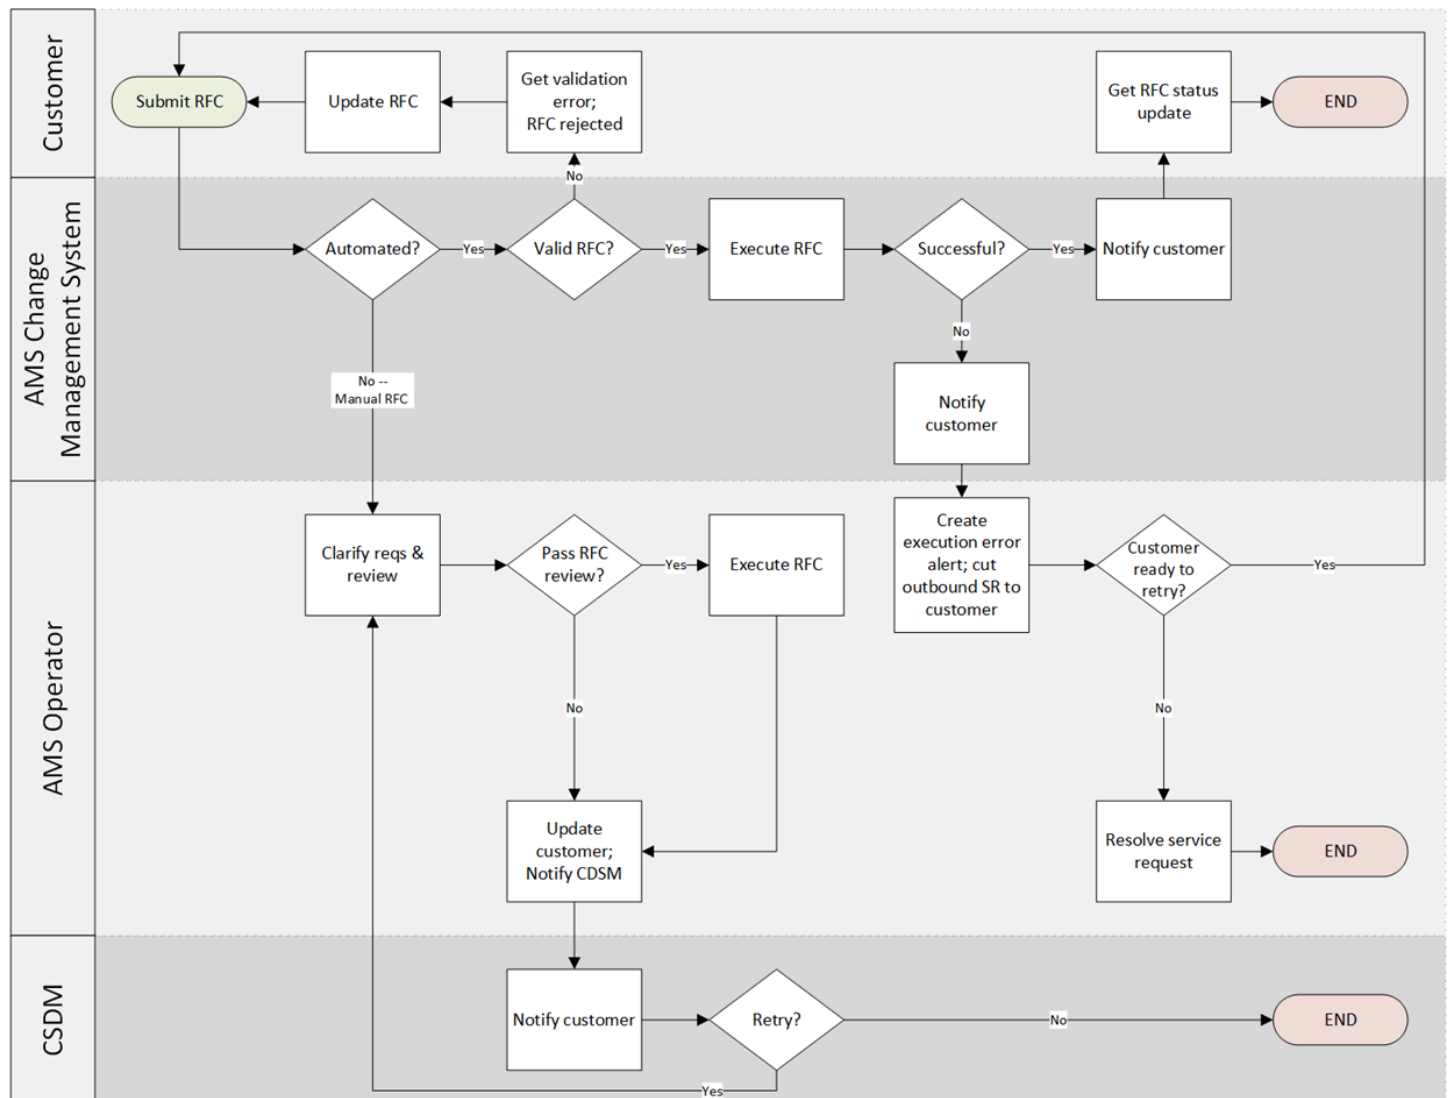 Customer
Submit RFC
Update RFC
Get validation
error;
RFC rejected
Get RFC status
update
END
No
AMS Change
Management System
Automated?
Yes
Valid RFC?
Yes
Execute RFC
Successful?
Yes
Notify customer
No
No --
Manual RFC
Notify
customer
AMS Operator
Clarify reqs &
review
Pass RFC
review?
Yes
Execute RFC
Create
execution error
alert; cut
outbound SR to
customer
Customer
ready to
retry?
Yes
No
No
Update
customer;
Notify CDSM
Resolve service
request
END
CSDM
Notify customer
Retry?
No
END
Yes